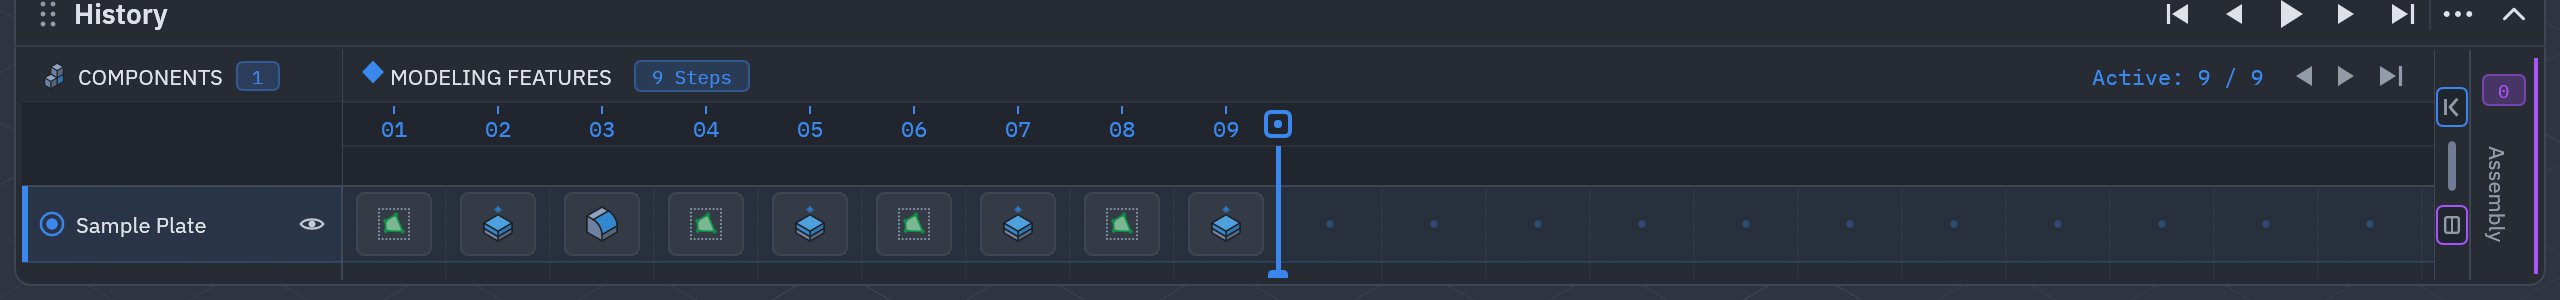 History
COMPONENTS 1 MODELING FEATURES 9 Steps Active: 9 / 9 0
01 02 03 04 05 06 07 08 09
Sample Plate
Assembly